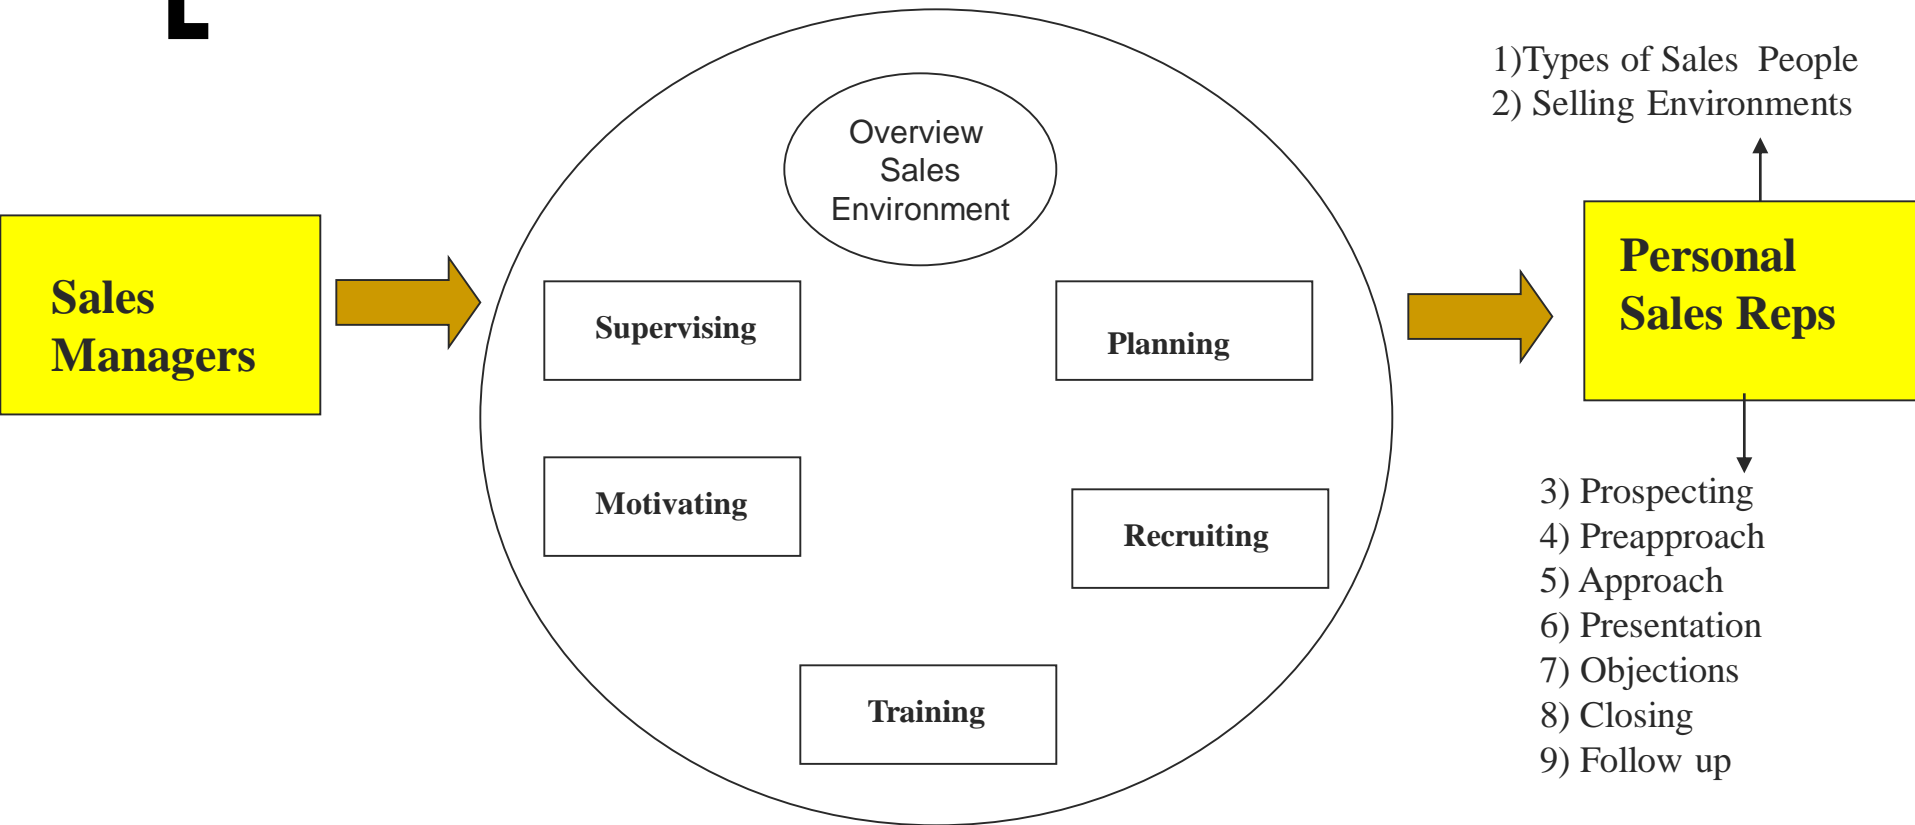 Sales
Managers
Overview
Sales
Environment
Supervising
Planning
Motivating
Recruiting
Training
1)Types of Sales People
2) Selling Environments
Personal
Sales Reps
3) Prospecting
4) Preapproach
5) Approach
6) Presentation
7) Objections
8) Closing
9) Follow up